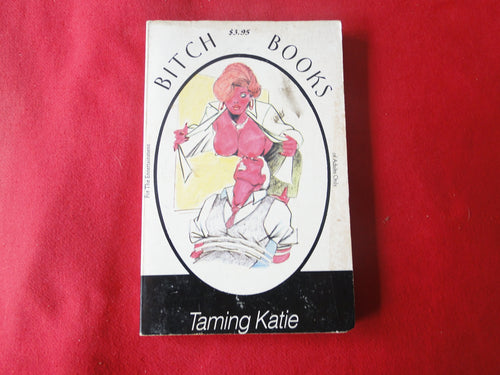 $3.95
BITCH BOOKS
For The Entertainment
of Adults Only
Taming Katie